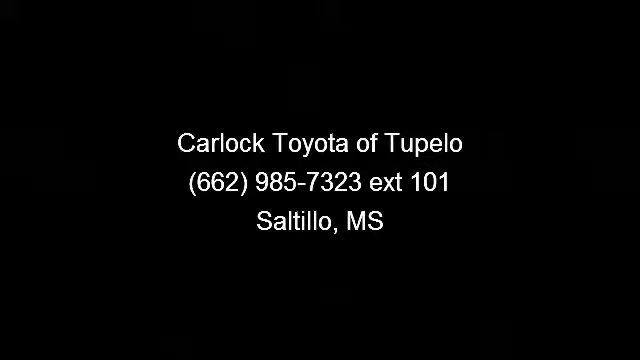 Carlock Toyota of Tupelo
(662) 985-7323 ext 101
Saltillo, MS